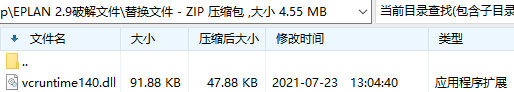 p\EPLAN 2.9破解文件\替换文件 - ZIP 压缩包 ,大小 4.55 MB 当前目录查找(包含子目录
文件名 大小 压缩后大小 修改时间 类型
..
vcruntime140.dll 91.88 KB 47.88 KB 2021-07-23 13:04:40 应用程序扩展